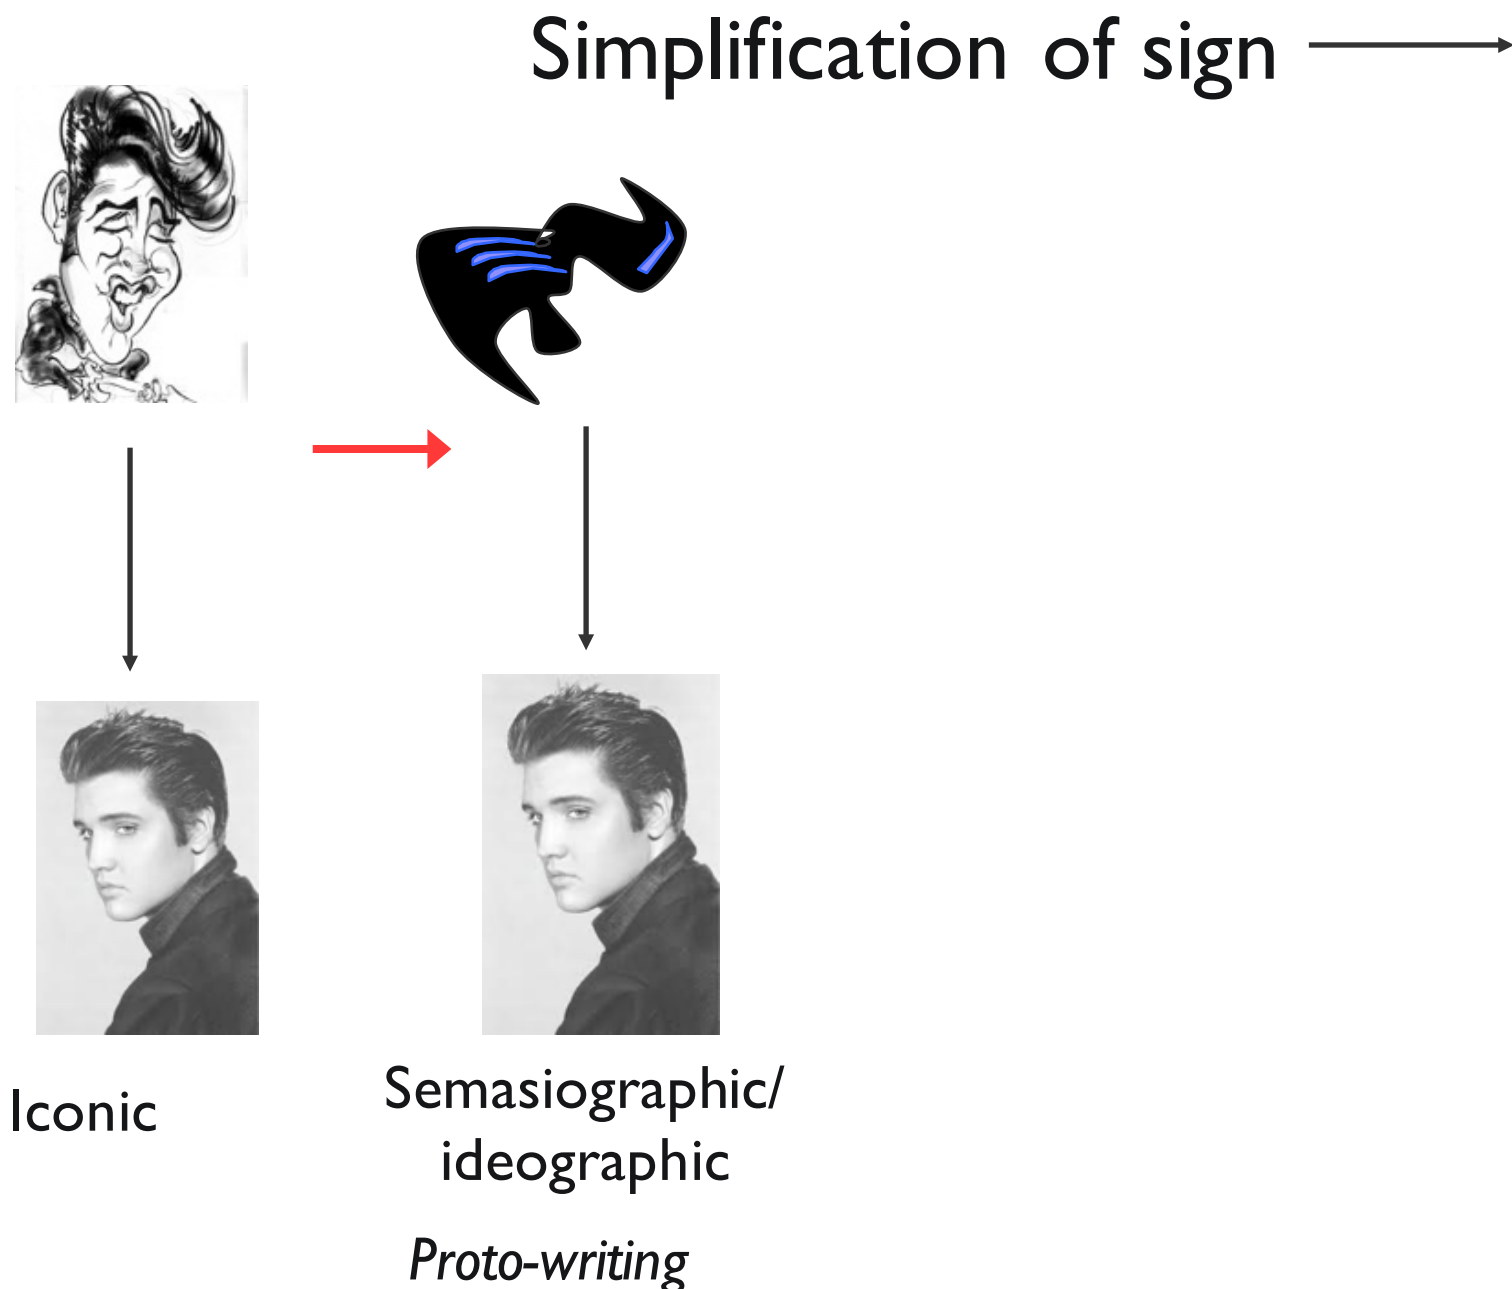 Simplification of sign
Iconic
Semasiographic/
ideographic
Proto-writing